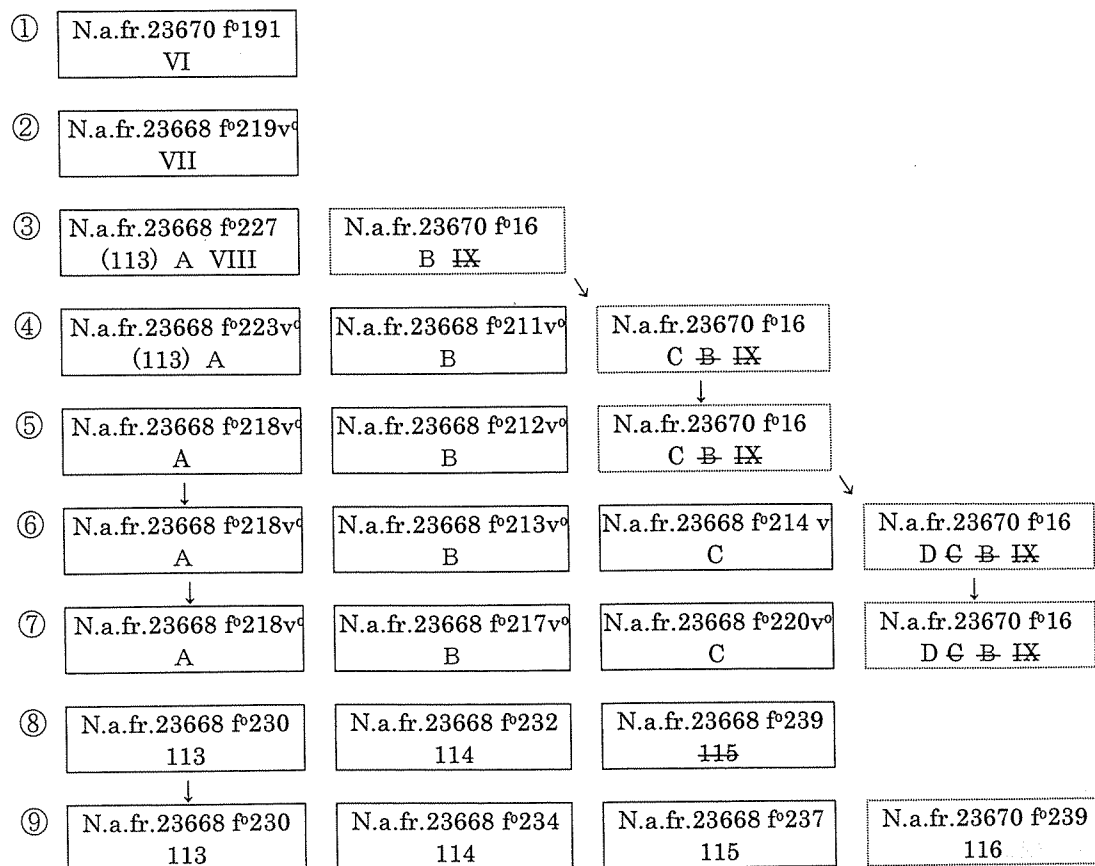 ① N.a.fr.23670 fº191
VI
② N.a.fr.23668 fº219vº
VII
③ N.a.fr.23668 fº227 N.a.fr.23670 fº16
(113) A VIII B IX
↘
④ N.a.fr.23668 fº223vº N.a.fr.23668 fº211vº N.a.fr.23670 fº16
(113) A B C B IX
↓
⑤ N.a.fr.23668 fº218vº N.a.fr.23668 fº212vº N.a.fr.23670 fº16
A B C B IX
↓ ↘
⑥ N.a.fr.23668 fº218vº N.a.fr.23668 fº213vº N.a.fr.23668 fº214 v N.a.fr.23670 fº16
A B C D C B IX
↓ ↓
⑦ N.a.fr.23668 fº218vº N.a.fr.23668 fº217vº N.a.fr.23668 fº220vº N.a.fr.23670 fº16
A B C D C B IX
⑧ N.a.fr.23668 fº230 N.a.fr.23668 fº232 N.a.fr.23668 fº239
113 114 115
↓
⑨ N.a.fr.23668 fº230 N.a.fr.23668 fº234 N.a.fr.23668 fº237 N.a.fr.23670 fº239
113 114 115 116